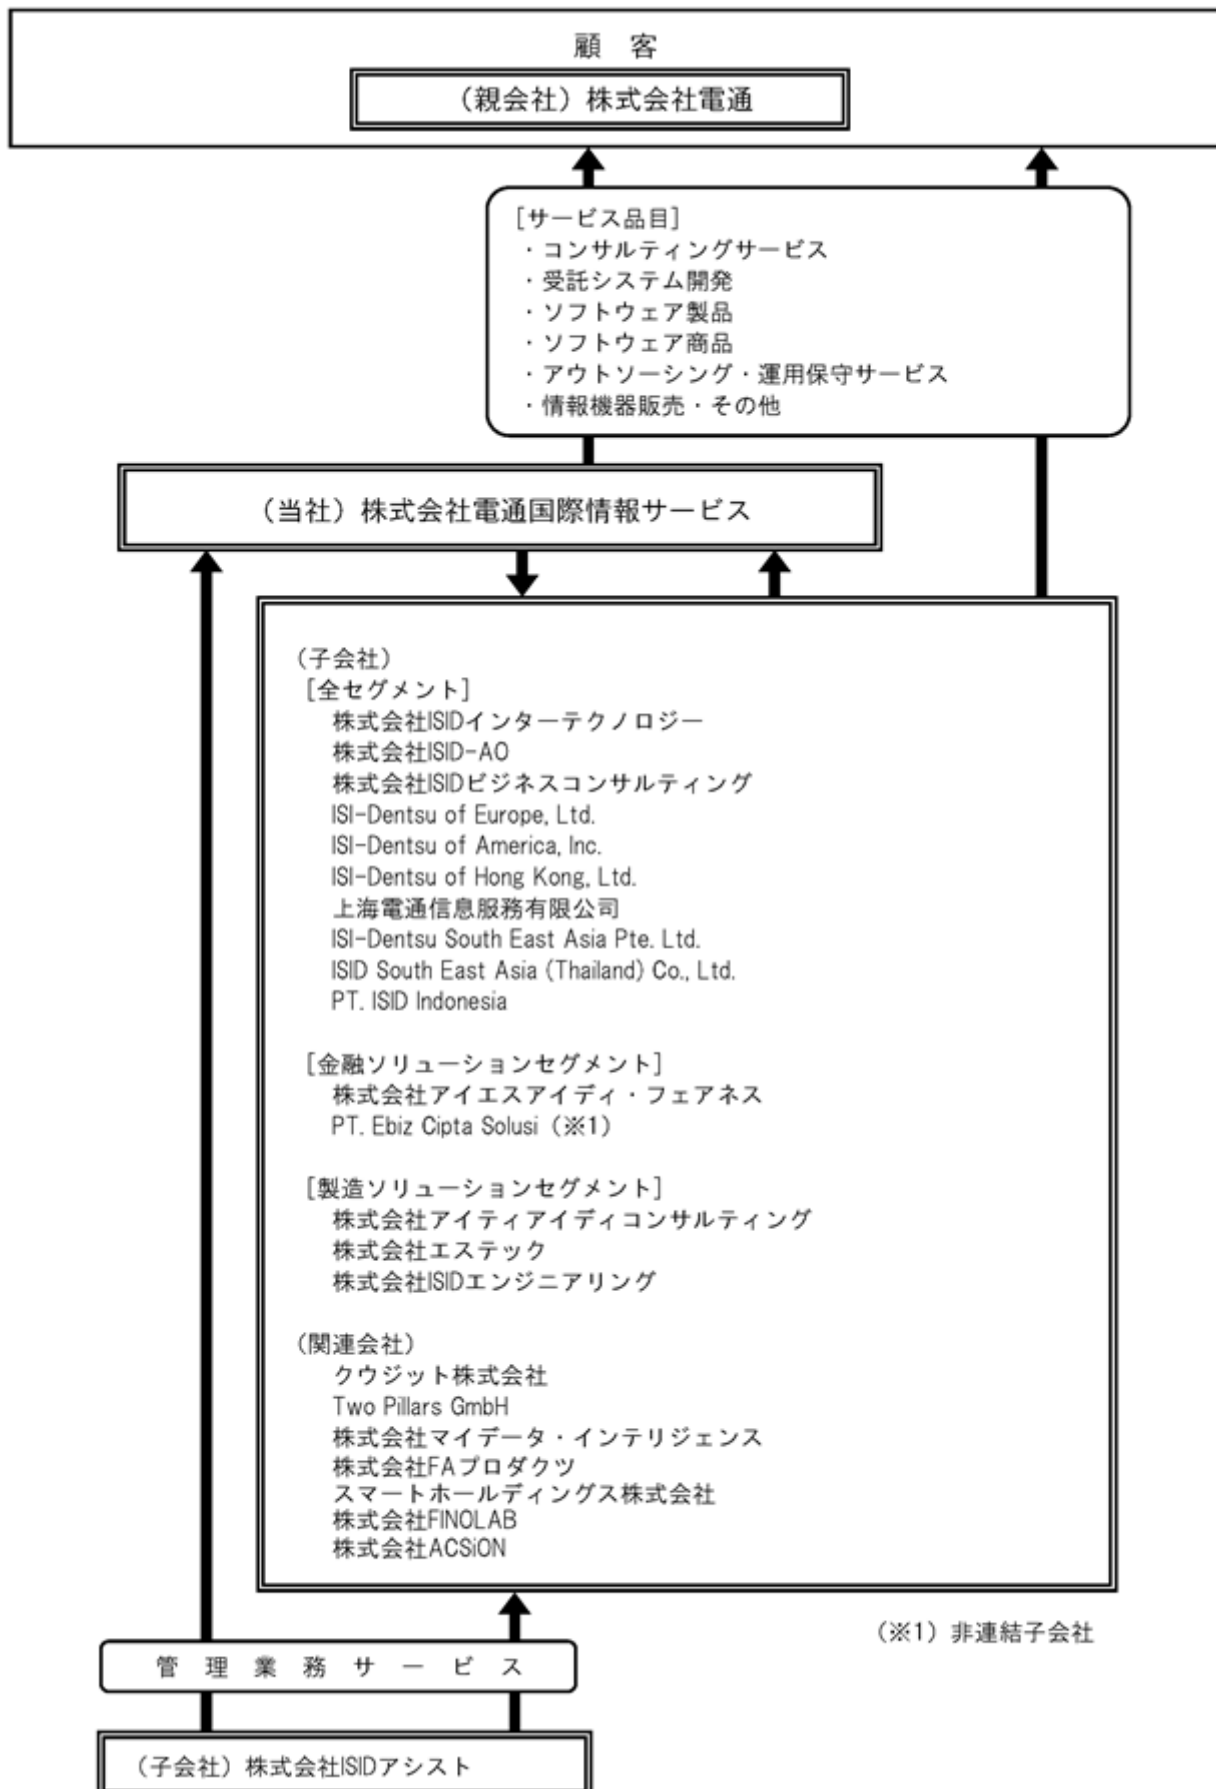 顧　客
（親会社）株式会社電通
［サービス品目］
・コンサルティングサービス
・受託システム開発
・ソフトウェア製品
・ソフトウェア商品
・アウトソーシング・運用保守サービス
・情報機器販売・その他
（当社）株式会社電通国際情報サービス
（子会社）
［全セグメント］
株式会社ISIDインターテクノロジー
株式会社ISID-AO
株式会社ISIDビジネスコンサルティング
ISI-Dentsu of Europe, Ltd.
ISI-Dentsu of America, Inc.
ISI-Dentsu of Hong Kong, Ltd.
上海電通信息服務有限公司
ISI-Dentsu South East Asia Pte. Ltd.
ISID South East Asia (Thailand) Co., Ltd.
PT. ISID Indonesia
［金融ソリューションセグメント］
株式会社アイエスアイディ・フェアネス
PT. Ebiz Cipta Solusi（※1）
［製造ソリューションセグメント］
株式会社アイティアイディコンサルティング
株式会社エステック
株式会社ISIDエンジニアリング
（関連会社）
クウジット株式会社
Two Pillars GmbH
株式会社マイデータ・インテリジェンス
株式会社FAプロダクツ
スマートホールディングス株式会社
株式会社FINOLAB
株式会社ACSiON
（※1）非連結子会社
管　理　業　務　サ　ー　ビ　ス
（子会社）株式会社ISIDアシスト